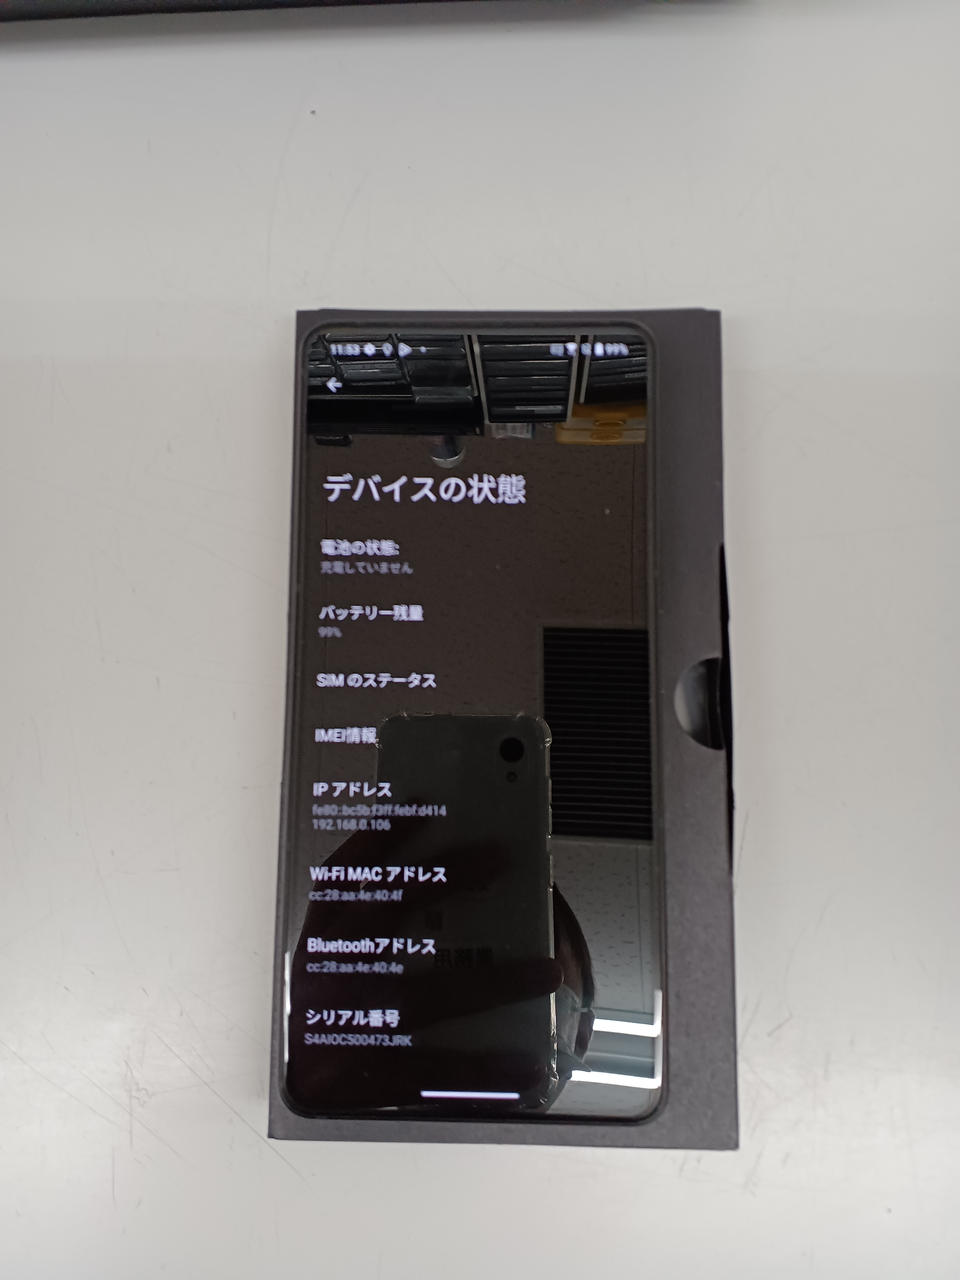 11:53
99%
デバイスの状態
電池の状態:
充電していません
バッテリー残量
99%
SIM のステータス
IMEI情報
IP アドレス
fe80::bc5b:f3ff:febf:d414
192.168.0.106
Wi-Fi MAC アドレス
cc:28:aa:4e:40:4f
Bluetoothアドレス
cc:28:aa:4e:40:4e
シリアル番号
S4AIOC500473JRK